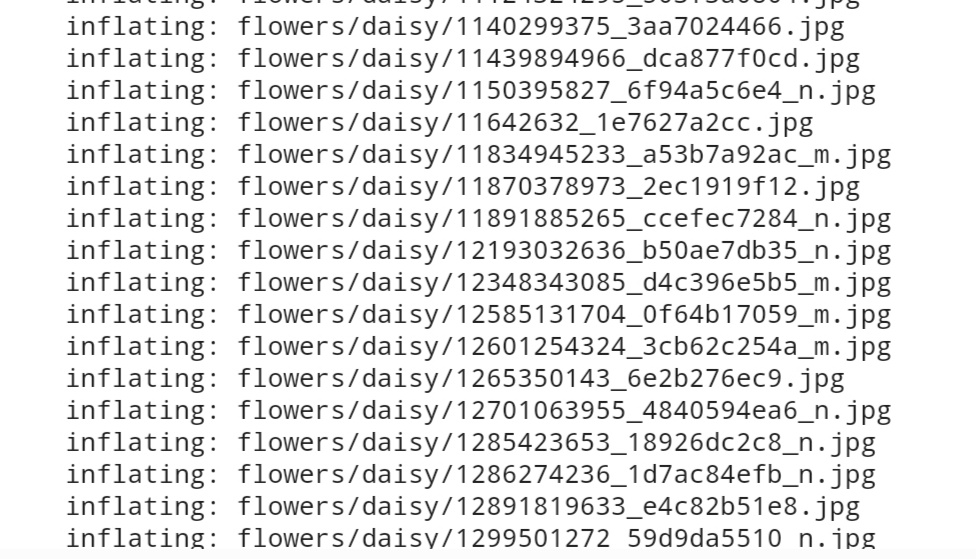 inflating: flowers/daisy/1140299375_3aa7024466.jpg
inflating: flowers/daisy/11439894966_dca877f0cd.jpg
inflating: flowers/daisy/1150395827_6f94a5c6e4_n.jpg
inflating: flowers/daisy/11642632_1e7627a2cc.jpg
inflating: flowers/daisy/11834945233_a53b7a92ac_m.jpg
inflating: flowers/daisy/11870378973_2ec1919f12.jpg
inflating: flowers/daisy/11891885265_ccefec7284_n.jpg
inflating: flowers/daisy/12193032636_b50ae7db35_n.jpg
inflating: flowers/daisy/12348343085_d4c396e5b5_m.jpg
inflating: flowers/daisy/12585131704_0f64b17059_m.jpg
inflating: flowers/daisy/12601254324_3cb62c254a_m.jpg
inflating: flowers/daisy/1265350143_6e2b276ec9.jpg
inflating: flowers/daisy/12701063955_4840594ea6_n.jpg
inflating: flowers/daisy/1285423653_18926dc2c8_n.jpg
inflating: flowers/daisy/1286274236_1d7ac84efb_n.jpg
inflating: flowers/daisy/12891819633_e4c82b51e8.jpg
inflating: flowers/daisy/1299501272_59d9da5510_n.jpg